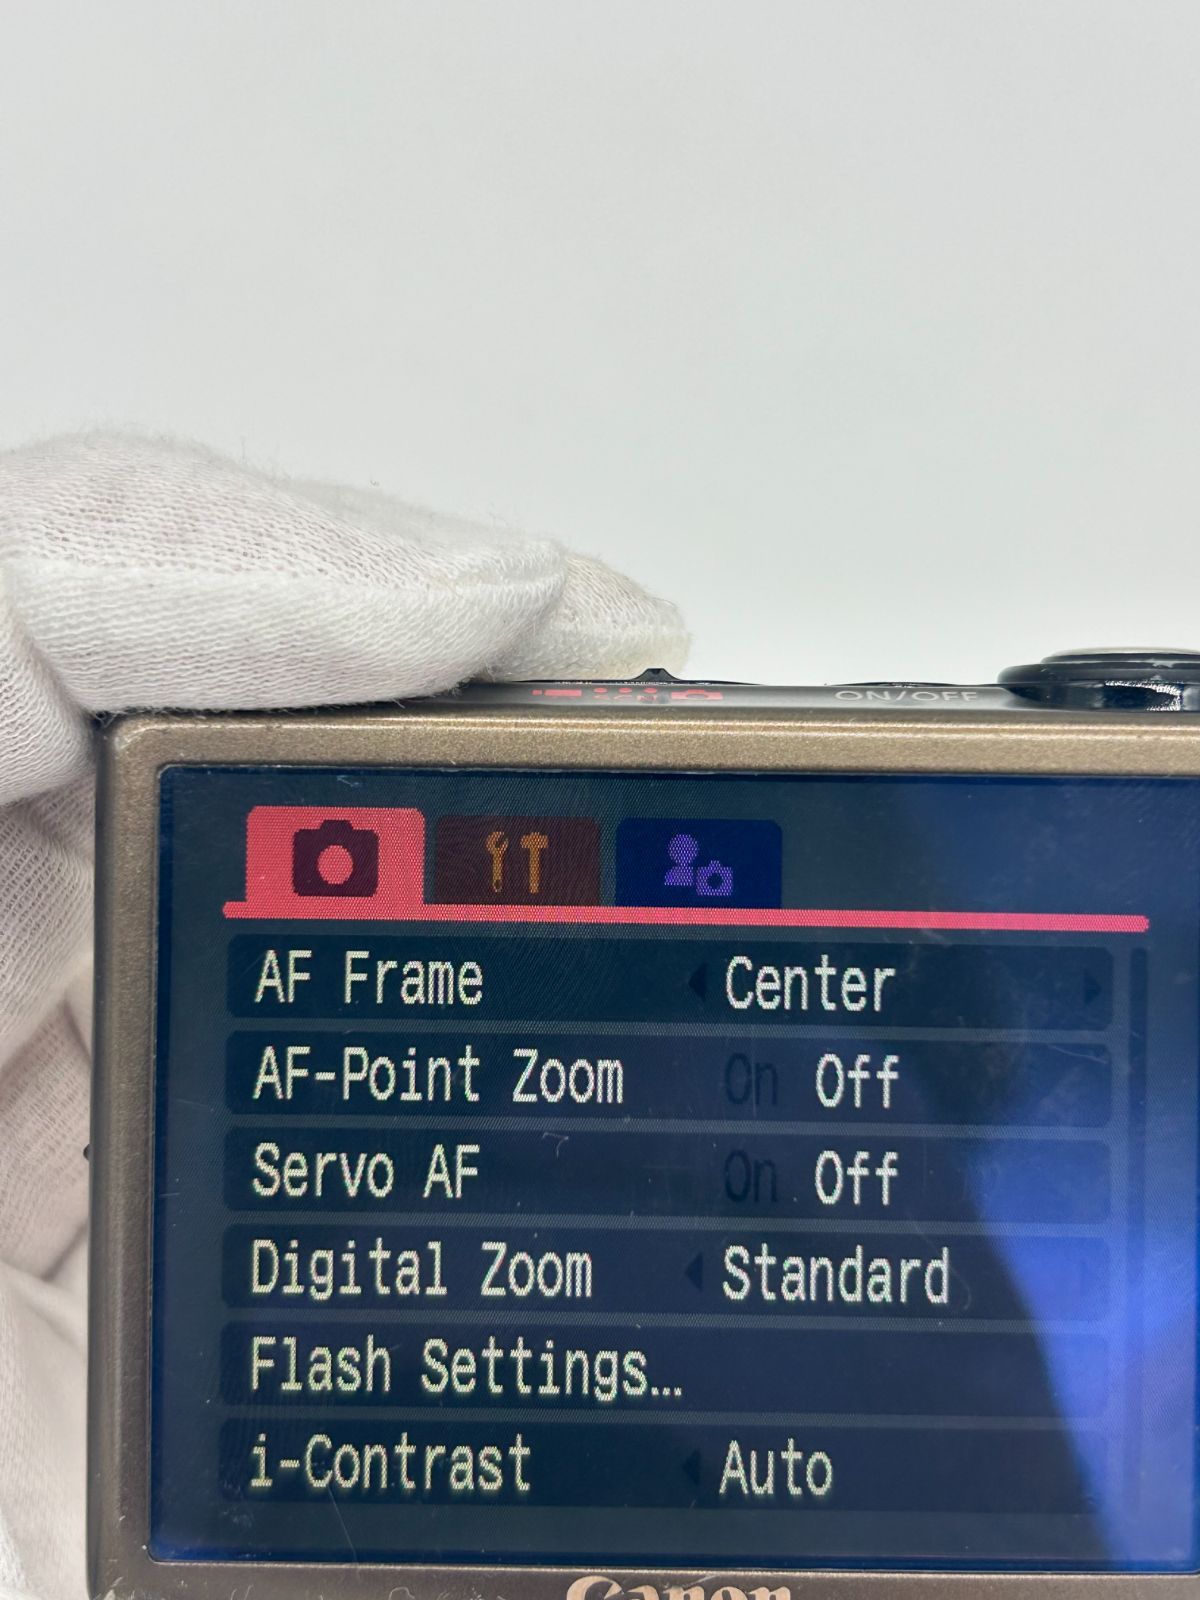 ON/OFF
AF Frame Center
AF-Point Zoom On Off
Servo AF On Off
Digital Zoom Standard
Flash Settings...
i-Contrast Auto
Canon